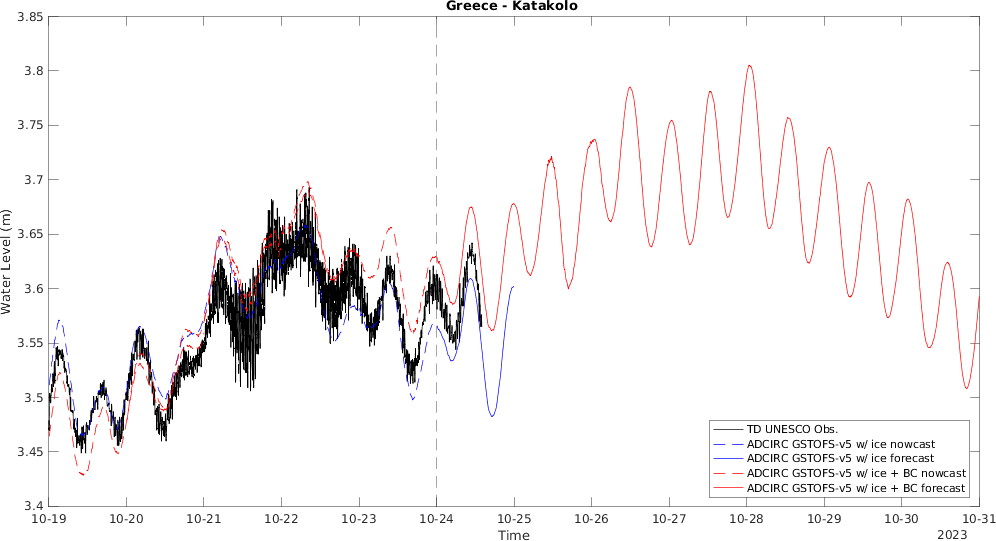 Greece - Katakolo
3.85
3.8
3.75
3.7
3.65
3.6
3.55
3.5
3.45
3.4
Water Level (m)
10-19 10-20 10-21 10-22 10-23 10-24 10-25 10-26 10-27 10-28 10-29 10-30 10-31
Time
2023
TD UNESCO Obs.
ADCIRC GSTOFS-v5 w/ ice nowcast
ADCIRC GSTOFS-v5 w/ ice forecast
ADCIRC GSTOFS-v5 w/ ice + BC nowcast
ADCIRC GSTOFS-v5 w/ ice + BC forecast